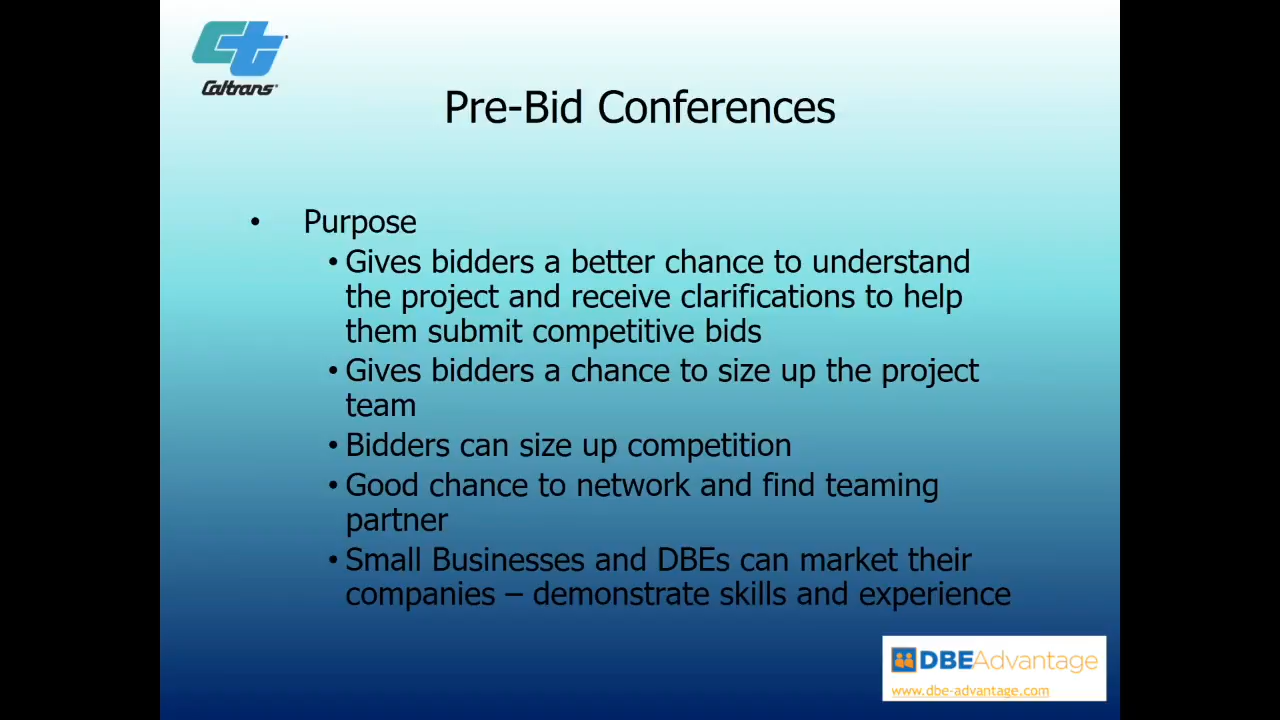 Caltrans
Pre-Bid Conferences
• Purpose
• Gives bidders a better chance to understand
the project and receive clarifications to help
them submit competitive bids
• Gives bidders a chance to size up the project
team
• Bidders can size up competition
• Good chance to network and find teaming
partner
• Small Businesses and DBEs can market their
companies – demonstrate skills and experience
DBEAdvantage
www.dbe-advantage.com